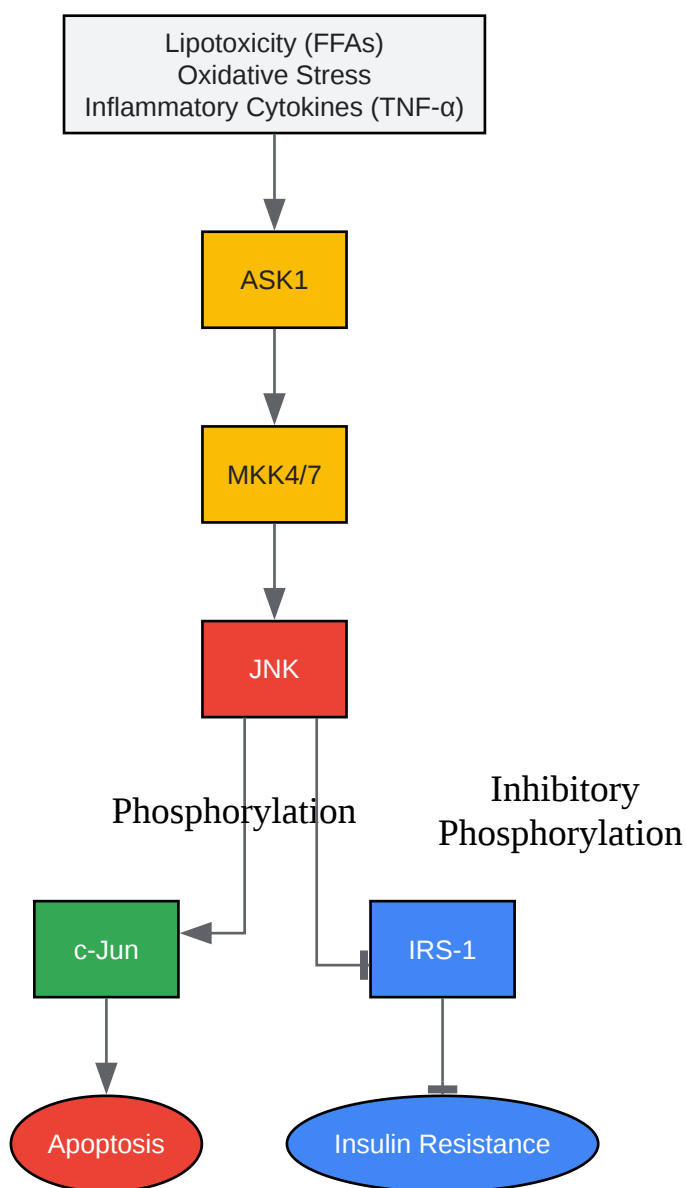 Lipotoxicity (FFAs)
Oxidative Stress
Inflammatory Cytokines (TNF-α)
ASK1
MKK4/7
JNK
Phosphorylation
Inhibitory
Phosphorylation
c-Jun
IRS-1
Apoptosis
Insulin Resistance